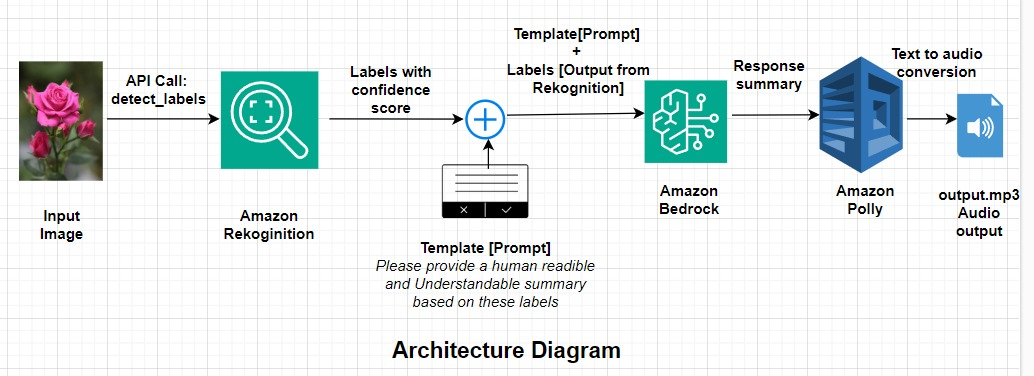 API Call:
detect_labels
Labels with
confidence
score
Template[Prompt]
+
Labels [Output from
Rekognition]
Response
summary
Text to audio
conversion
Input
Image
Amazon
Rekoginition
Template [Prompt]
Please provide a human readible
and Understandable summary
based on these labels
Amazon
Bedrock
Amazon
Polly
output.mp3
Audio
output
Architecture Diagram